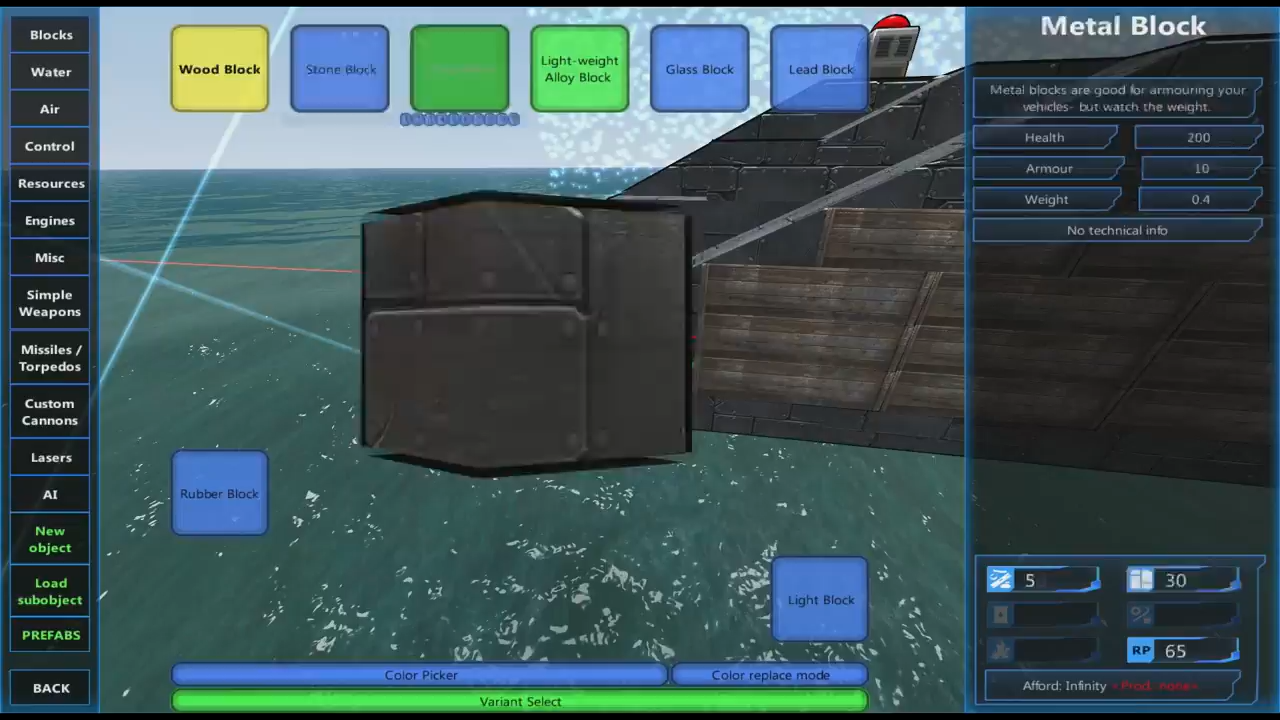 Blocks
Water
Air
Control
Resources
Engines
Misc
Simple
Weapons
Missiles /
Torpedos
Custom
Cannons
Lasers
AI
New
object
Load
subobject
PREFABS
BACK
Wood Block
Stone Block
Light-weight
Alloy Block
Glass Block
Lead Block
Rubber Block
Light Block
Color Picker
Color replace mode
Variant Select
Metal Block
Metal blocks are good for armouring your
vehicles- but watch the weight.
Health 200
Armour 10
Weight 0.4
No technical info
5 30
RP 65
Afford: Infinity <Prod. none>